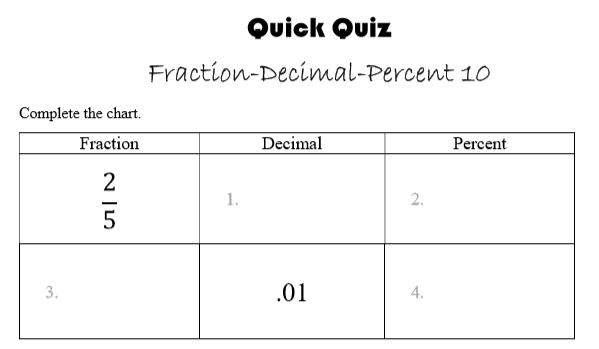 Quick Quiz
Fraction-Decimal-Percent 10
Complete the chart.
Fraction Decimal Percent
2
5
1. 2.
3. .01 4.